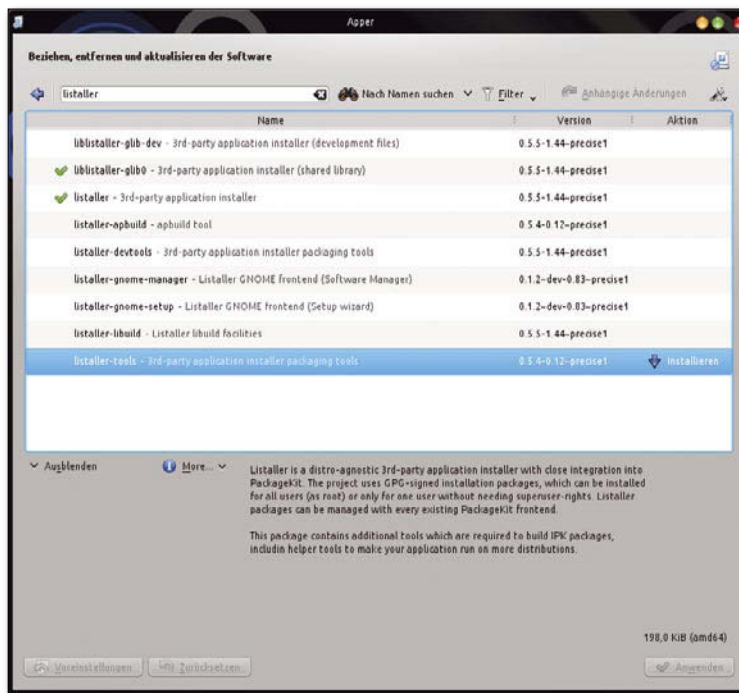 Apper
Beziehen, entfernen und aktualisieren der Software
listaller Nach Namen suchen Filter Anhängige Änderungen
Name Version Aktion
liblistaller-glib-dev - 3rd-party application installer (development files) 0.5.5-1.44-precise1
liblistaller-glib0 - 3rd-party application installer (shared library) 0.5.5-1.44-precise1
listaller - 3rd-party application installer 0.5.5-1.44-precise1
listaller-apbuild - apbuild tool 0.5.4-0.12-precise1
listaller-devtools - 3rd-party application installer packaging tools 0.5.5-1.44-precise1
listaller-gnome-manager - Listaller GNOME frontend (Software Manager) 0.1.2-dev-0.83-precise1
listaller-gnome-setup - Listaller GNOME frontend (Setup wizard) 0.1.2-dev-0.83-precise1
listaller-libuild - Listaller libuild facilities 0.5.5-1.44-precise1
listaller-tools - 3rd-party application installer packaging tools 0.5.4-0.12-precise1 Installieren
Ausblenden More...
Listaller is a distro-agnostic 3rd-party application installer with close integration into
PackageKit. The project uses GPG-signed installation packages, which can be installed
for all users (as root) or only for one user without needing superuser-rights. Listaller
packages can be managed with every existing PackageKit frontend.
This package contains additional tools which are required to build IPK packages,
includin helper tools to make your application run on more distributions.
198,0 KiB (amd64)
Voreinstellungen Zurücksetzen Anwenden